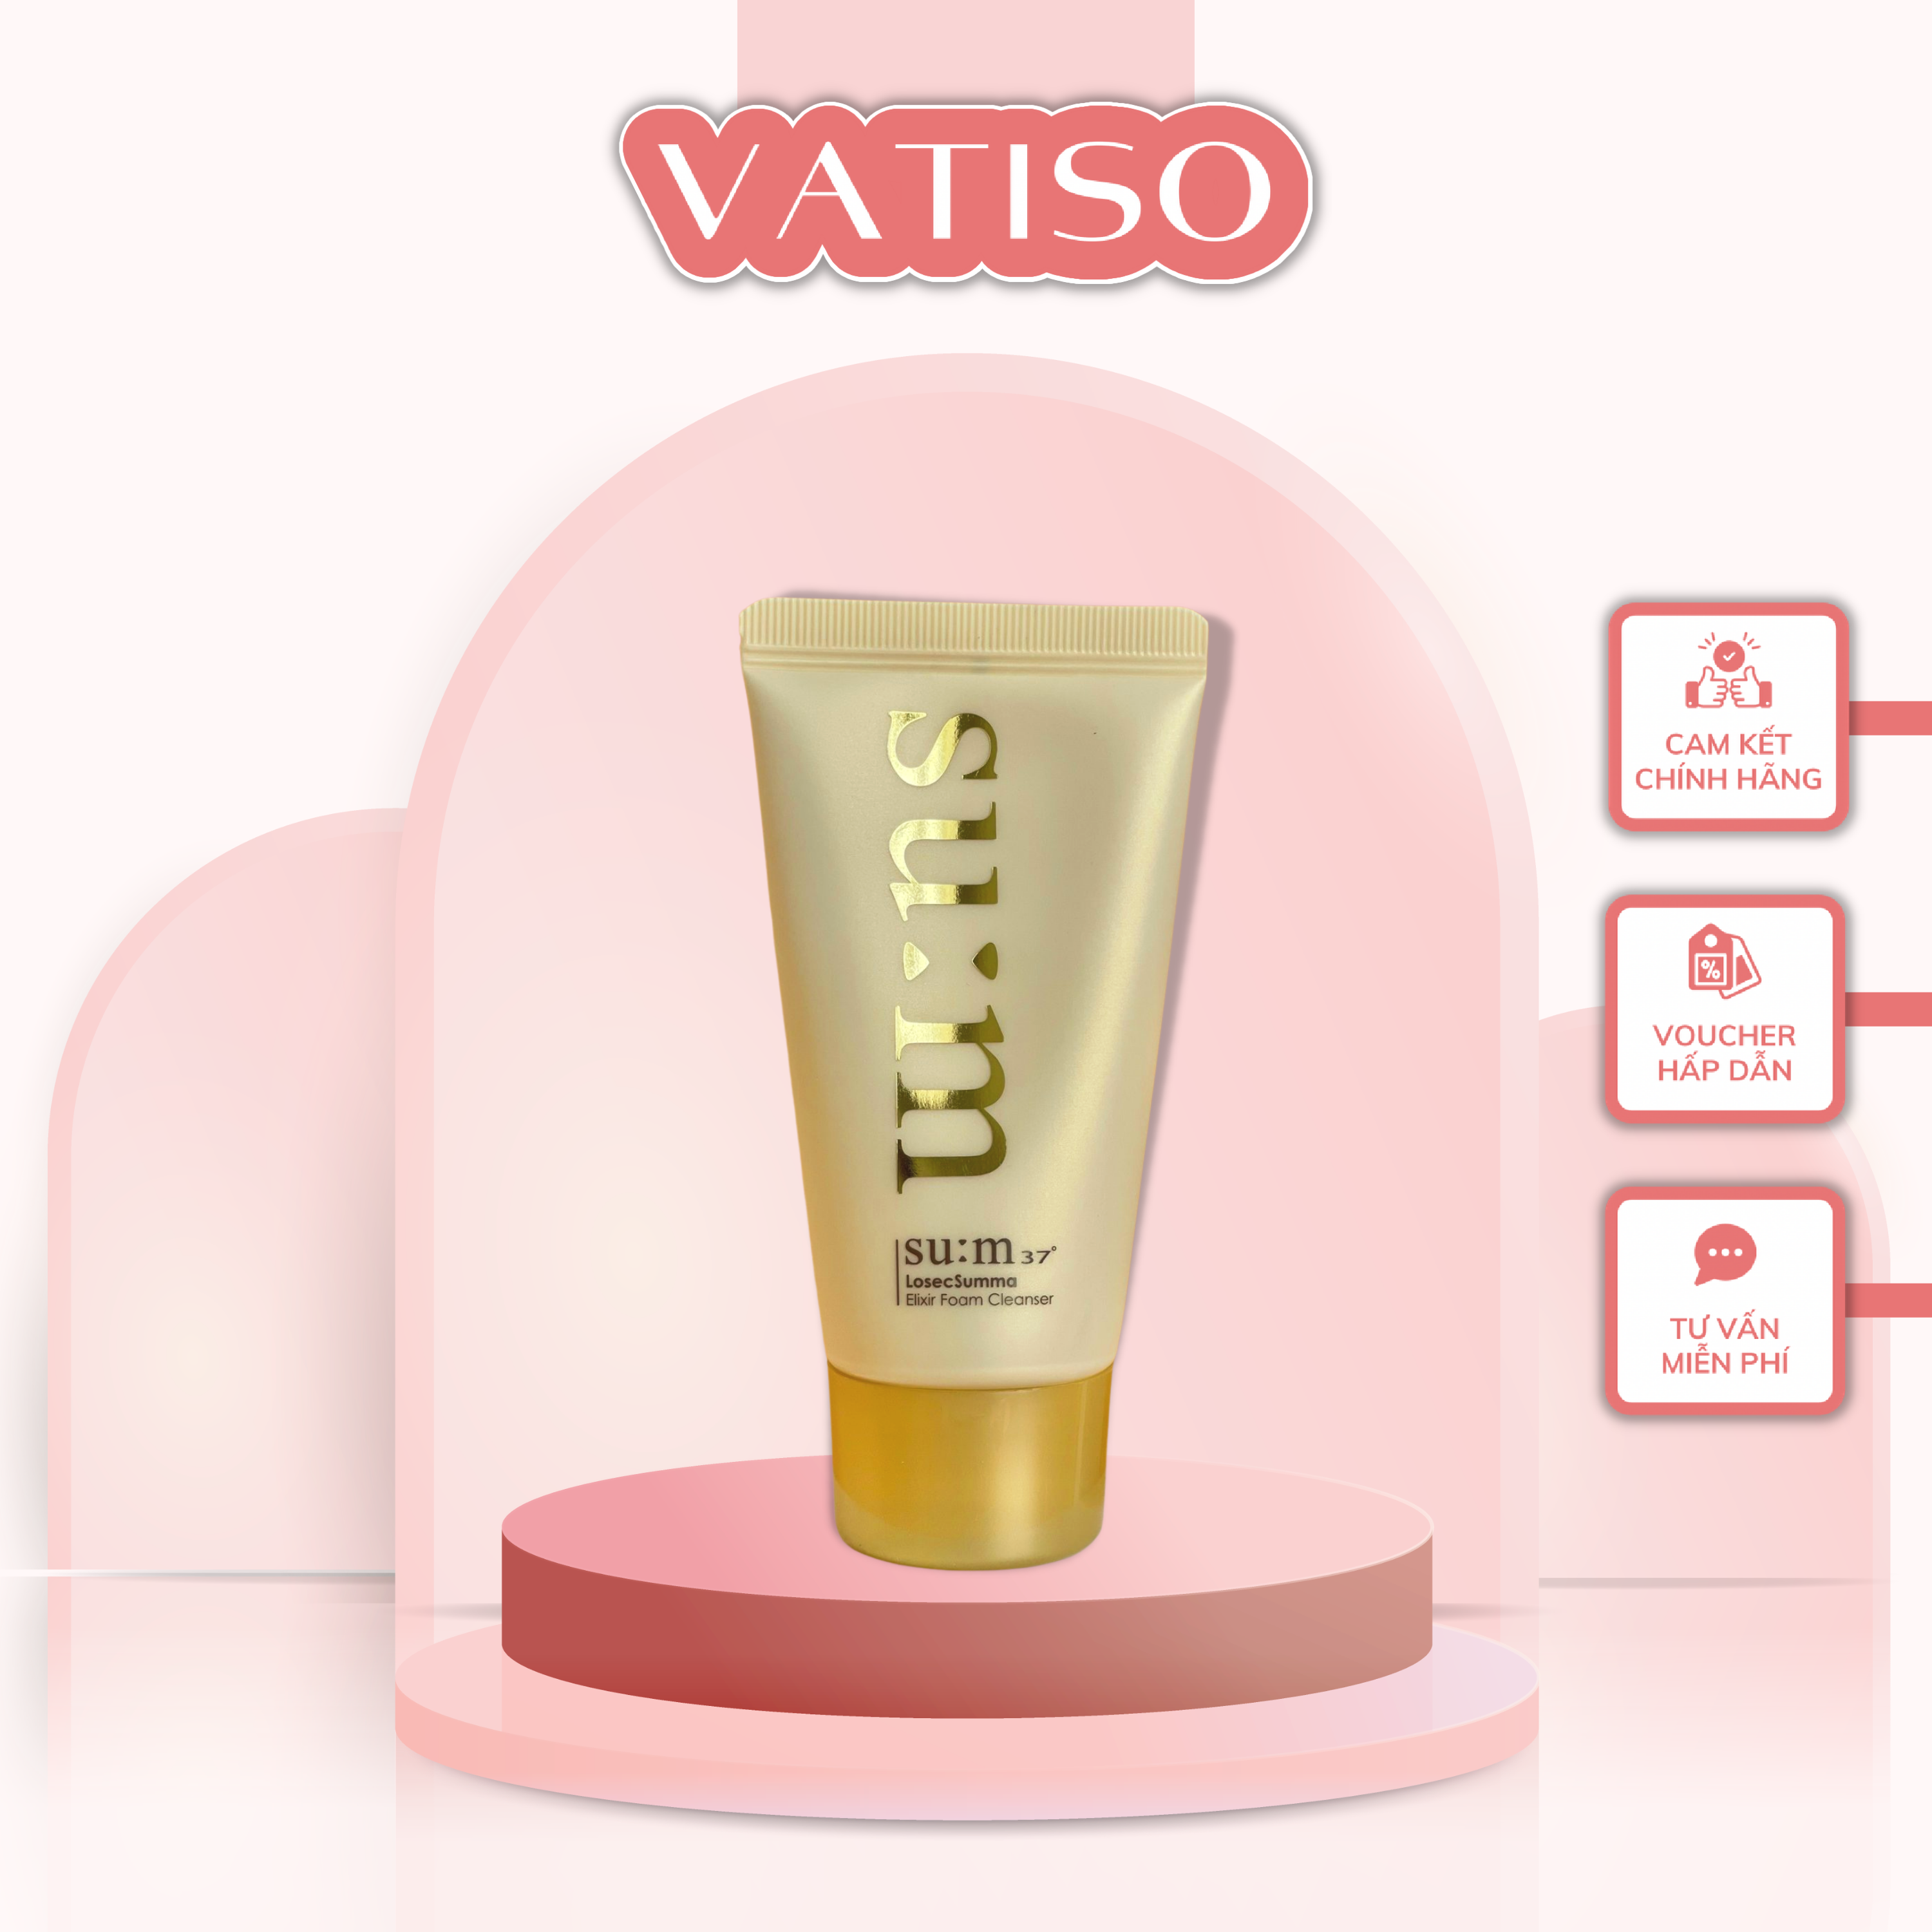 VATISO
su:m
su:m37°
LosecSumma
Elixir Foam Cleanser
CAM KẾT
CHÍNH HÃNG
%
VOUCHER
HẤP DẪN
TƯ VẤN
MIỄN PHÍ